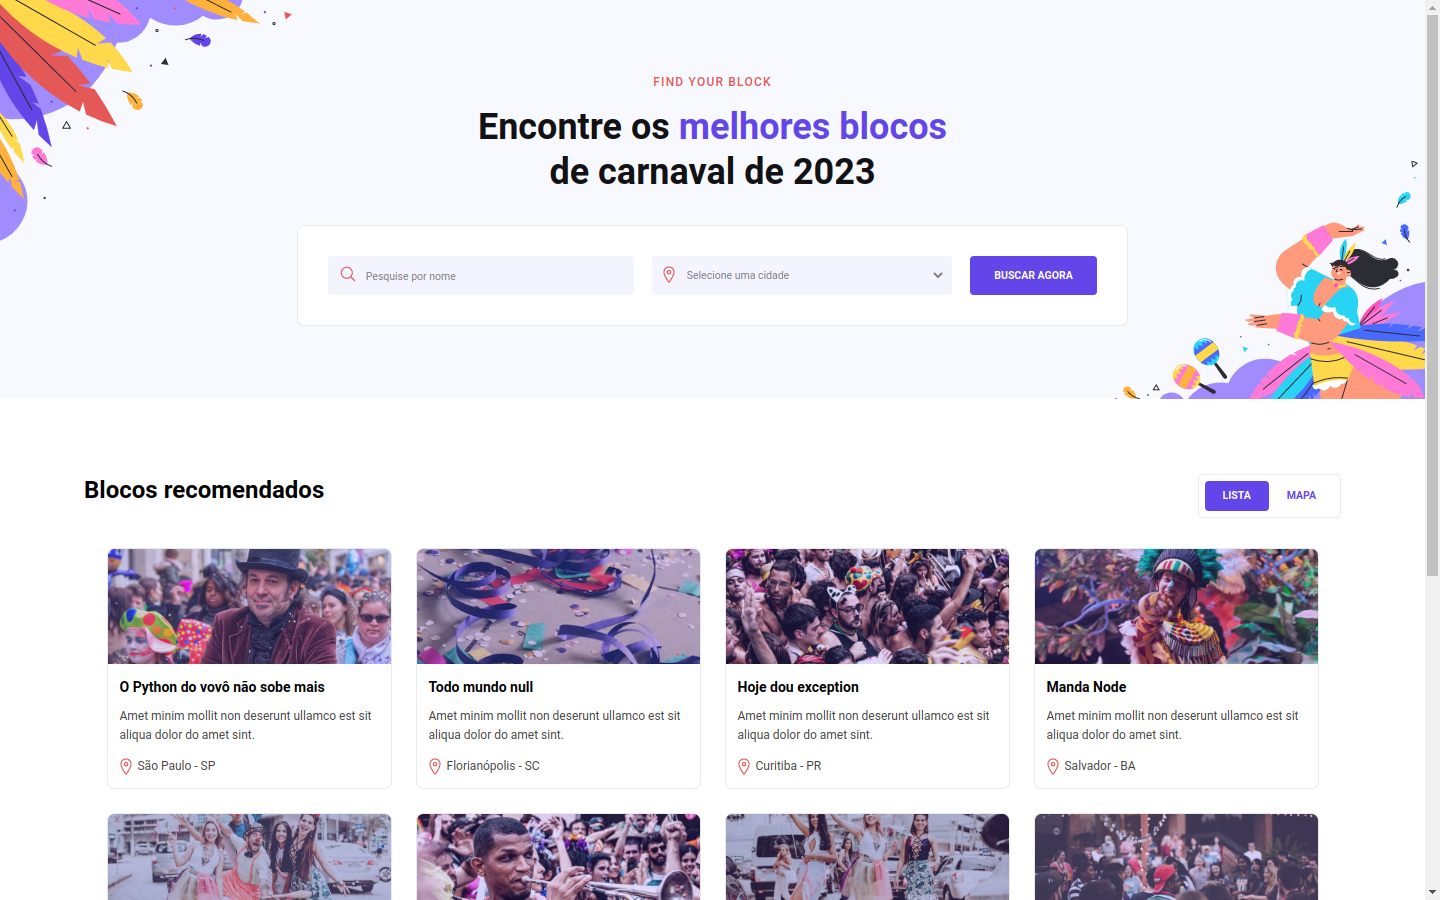 FIND YOUR BLOCK
Encontre os melhores blocos
de carnaval de 2023
Pesquise por nome
Selecione uma cidade
BUSCAR AGORA
Blocos recomendados
LISTA
MAPA
O Python do vovô não sobe mais
Amet minim mollit non deserunt ullamco est sit
aliqua dolor do amet sint.
São Paulo - SP
Todo mundo null
Amet minim mollit non deserunt ullamco est sit
aliqua dolor do amet sint.
Florianópolis - SC
Hoje dou exception
Amet minim mollit non deserunt ullamco est sit
aliqua dolor do amet sint.
Curitiba - PR
Manda Node
Amet minim mollit non deserunt ullamco est sit
aliqua dolor do amet sint.
Salvador - BA